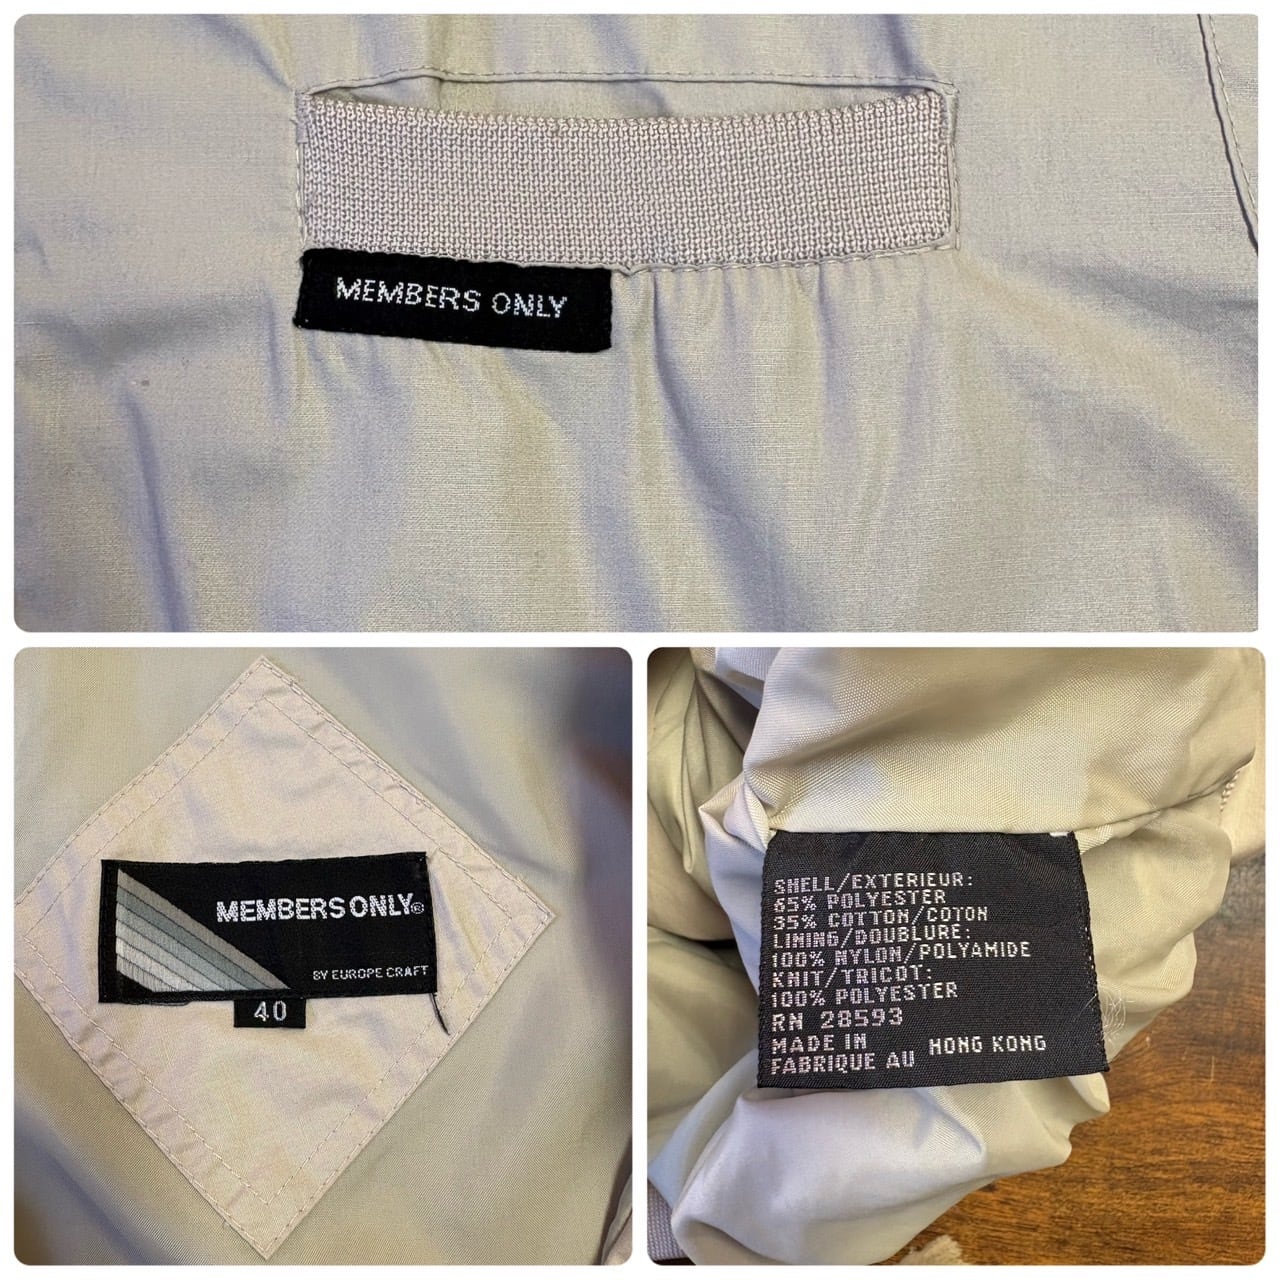 MEMBERS ONLY
MEMBERS ONLY®
BY EUROPE CRAFT
40
SHELL/EXTERIEUR:
65% POLYESTER
35% COTTON/COTON
LINING/DOUBLURE:
100% NYLON/POLYAMIDE
KNIT/TRICOT:
100% POLYESTER
RN 28593
MADE IN
FABRIQUE AU HONG KONG